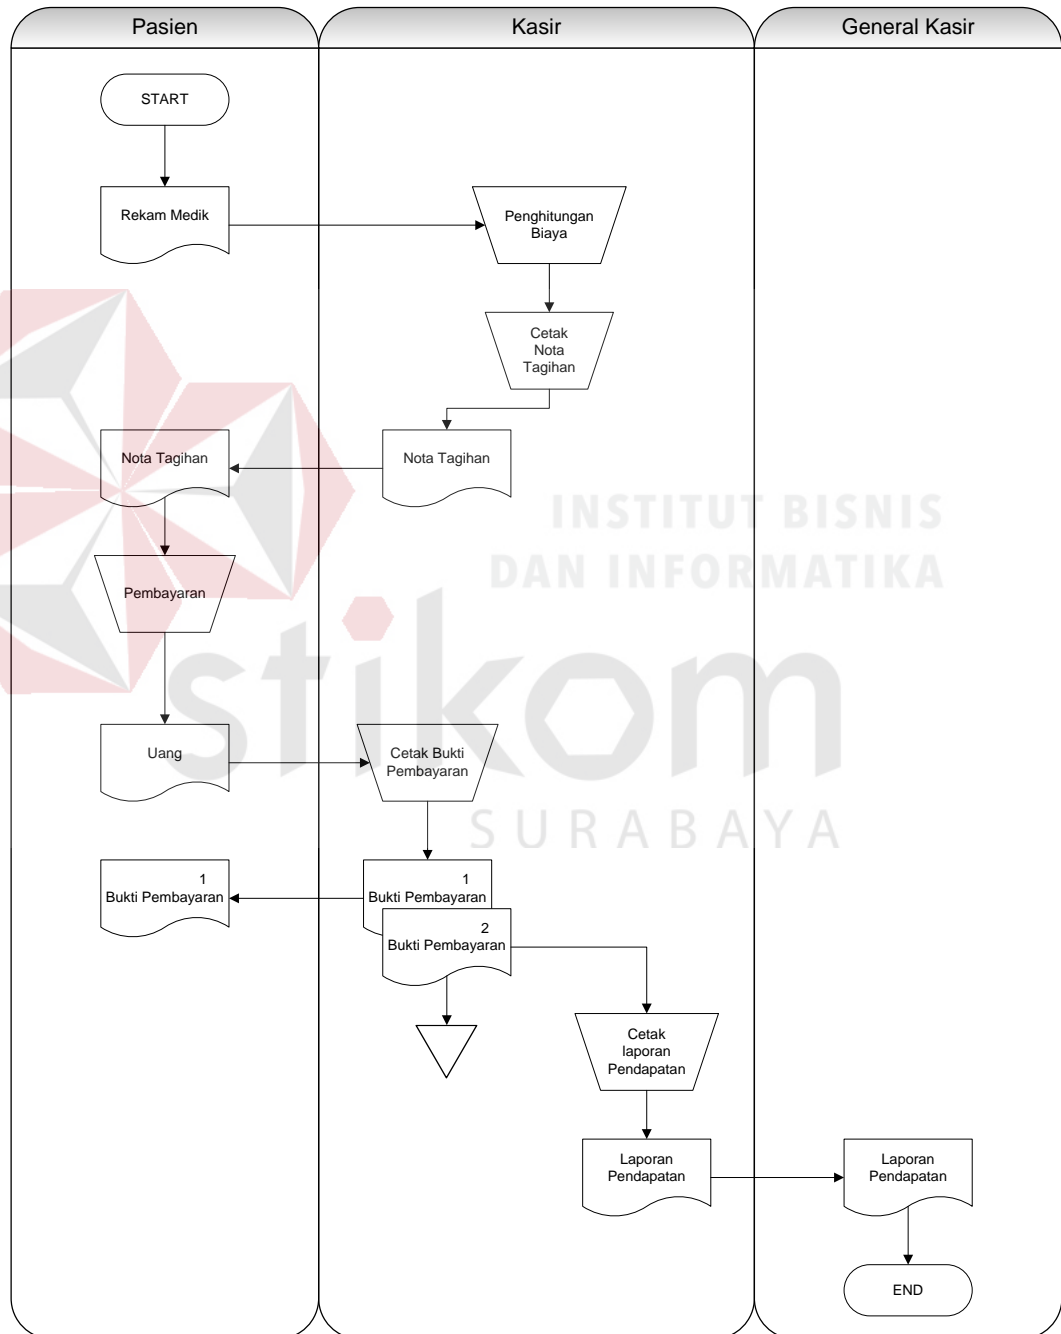 Pasien
Kasir
General Kasir
START
Rekam Medik
Penghitungan
Biaya
Cetak
Nota
Tagihan
Nota Tagihan
Nota Tagihan
INSTITUT BISNIS
DAN INFORMATIKA
Pembayaran
stikom
Uang
Cetak Bukti
Pembayaran
SURABAYA
1
Bukti Pembayaran
1
Bukti Pembayaran
2
Bukti Pembayaran
Cetak
laporan
Pendapatan
Laporan
Pendapatan
Laporan
Pendapatan
END